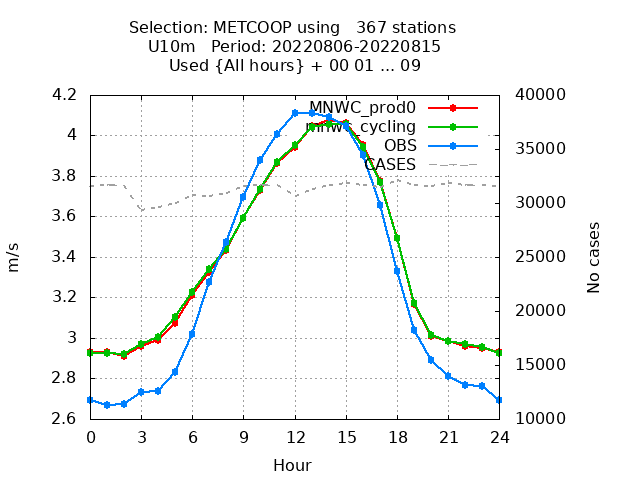 Selection: METCOOP using   367 stations
U10m   Period: 20220806-20220815
Used {All hours} + 00 01 ... 09
MNWC_prod0
mnwc_cycling
OBS
CASES
4.2
4
3.8
3.6
3.4
3.2
3
2.8
2.6
40000
35000
30000
25000
20000
15000
10000
m/s
No cases
0 3 6 9 12 15 18 21 24
Hour